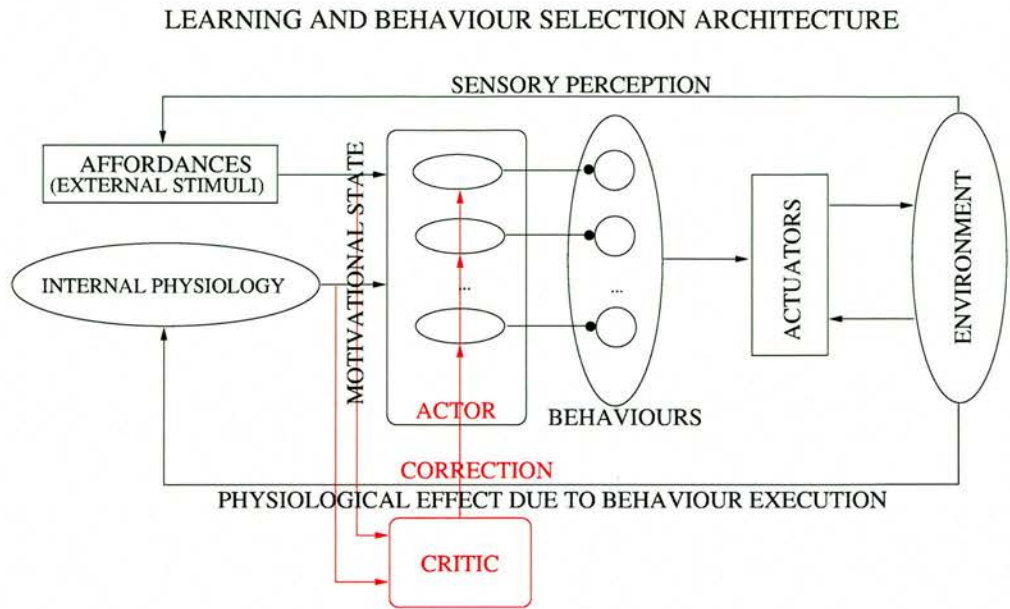 LEARNING AND BEHAVIOUR SELECTION ARCHITECTURE
SENSORY PERCEPTION
AFFORDANCES
(EXTERNAL STIMULI)
MOTIVATIONAL STATE
INTERNAL PHYSIOLOGY
...
...
ACTUATORS
ENVIRONMENT
ACTOR
BEHAVIOURS
CORRECTION
PHYSIOLOGICAL EFFECT DUE TO BEHAVIOUR EXECUTION
CRITIC